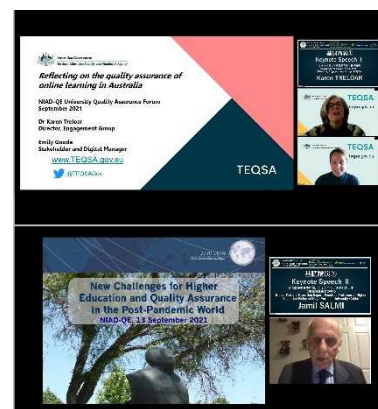 Australian Government
Reflecting on the quality assurance of
online learning in Australia
NIAD-QE University Quality Assurance Forum
September 2021
Dr Karen Treloar
Director, Engagement Group
Emily Goode
Stakeholder and Digital Manager
www.TEQSA.gov.au
@TEQSAGov
TEQSA
Keynote Speech I
Karen TRELOAR
TEQSA
TEQSA
New Challenges for Higher
Education and Quality Assurance
in the Post-Pandemic World
NIAD-QE, 13 September 2021
Keynote Speech II
Jamil SALMI